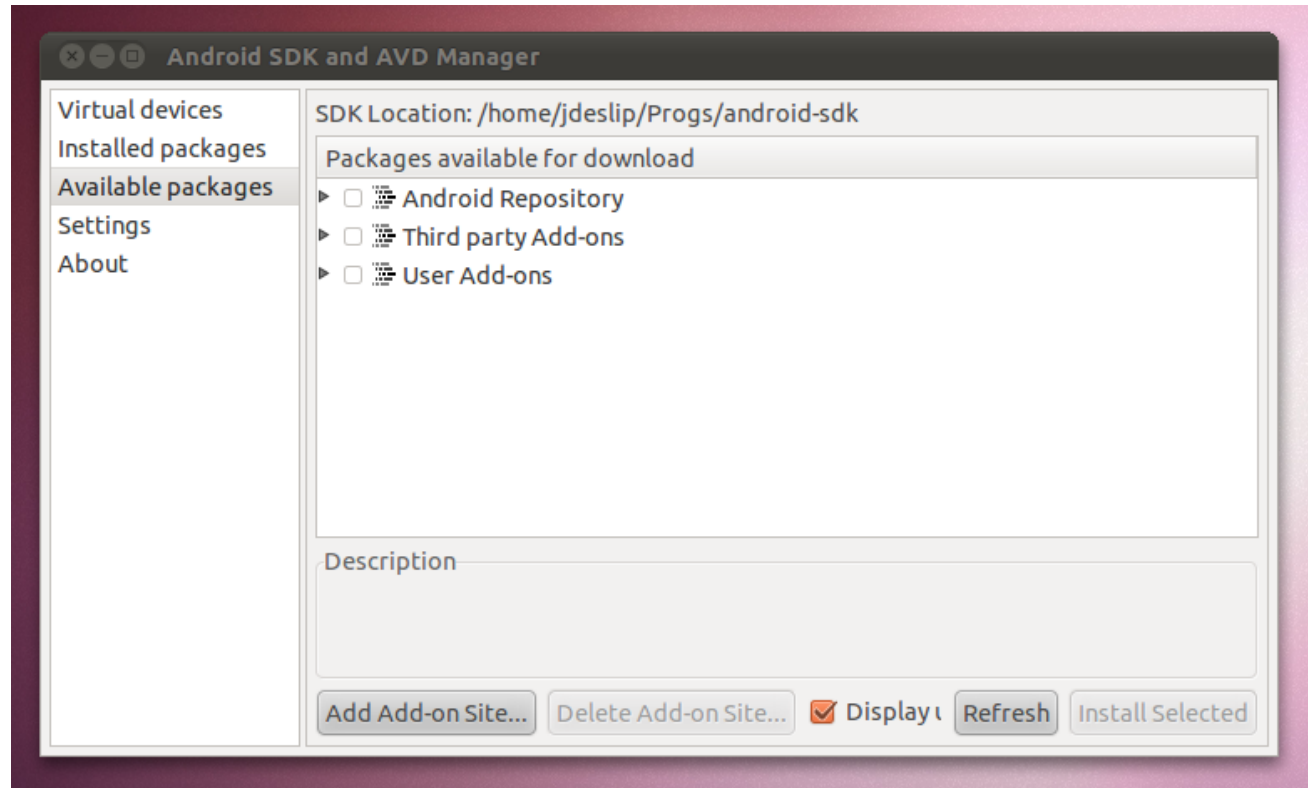 Android SDK and AVD Manager
Virtual devices
Installed packages
Available packages
Settings
About
SDK Location: /home/jdeslip/Progs/android-sdk
Packages available for download
Android Repository
Third party Add-ons
User Add-ons
Description
Add Add-on Site... Delete Add-on Site... Display Refresh Install Selected